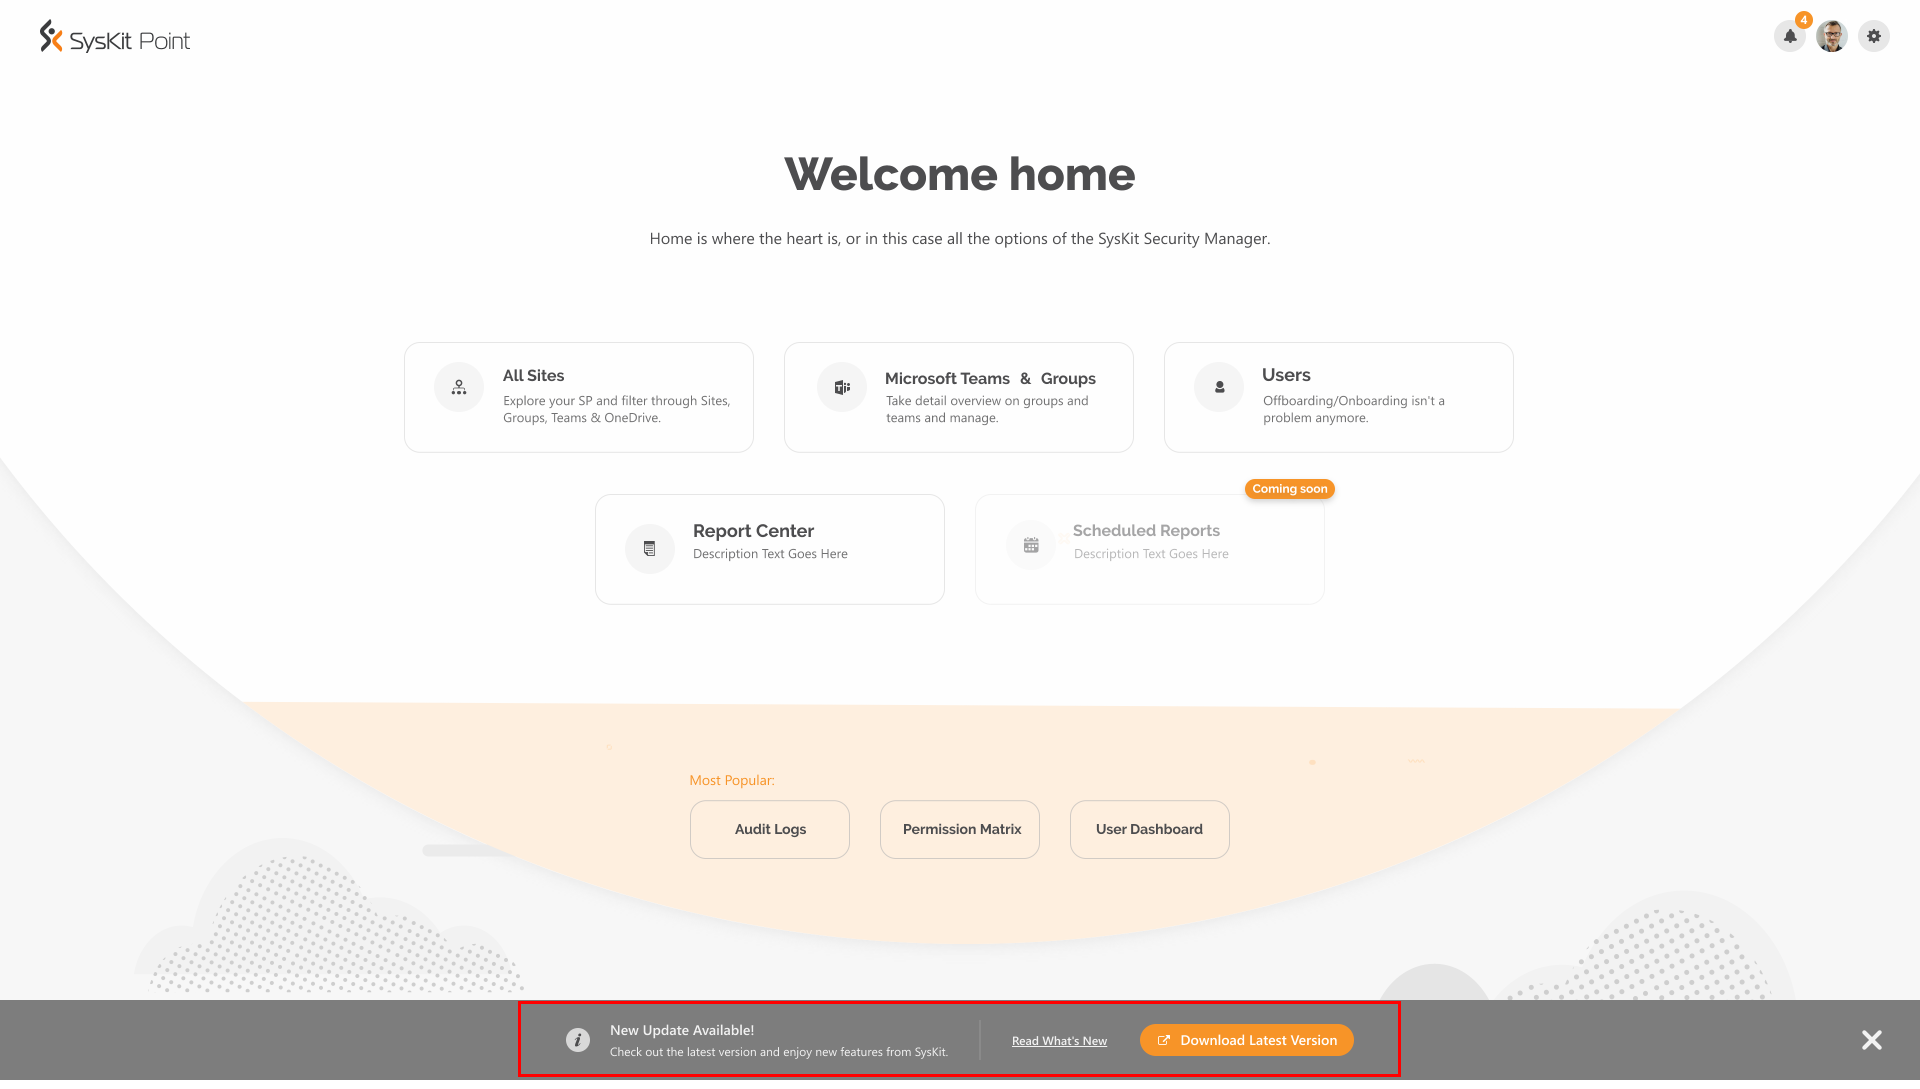 SysKit Point
4
Welcome home
Home is where the heart is, or in this case all the options of the SysKit Security Manager.
All Sites
Explore your SP and filter through Sites,
Groups, Teams & OneDrive.
Microsoft Teams & Groups
Take detail overview on groups and
teams and manage.
Users
Offboarding/Onboarding isn't a
problem anymore.
Report Center
Description Text Goes Here
Coming soon
Scheduled Reports
Description Text Goes Here
Most Popular:
Audit Logs
Permission Matrix
User Dashboard
New Update Available!
Check out the latest version and enjoy new features from SysKit.
Read What's New
Download Latest Version